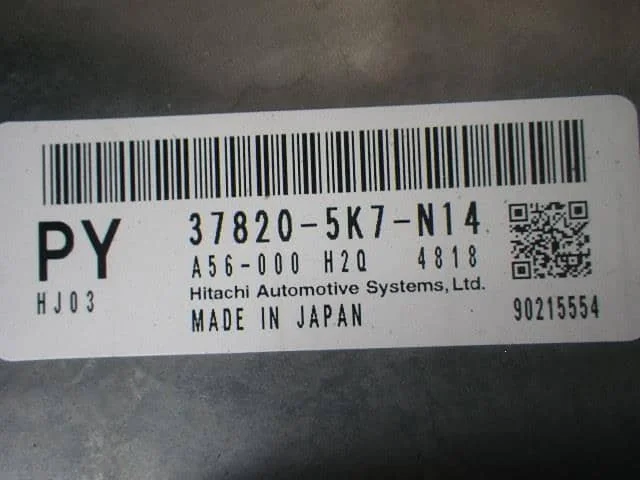 PY 37820-5K7-N14
A56-000 H2Q 4818
HJ03 Hitachi Automotive Systems, Ltd.
MADE IN JAPAN 90215554